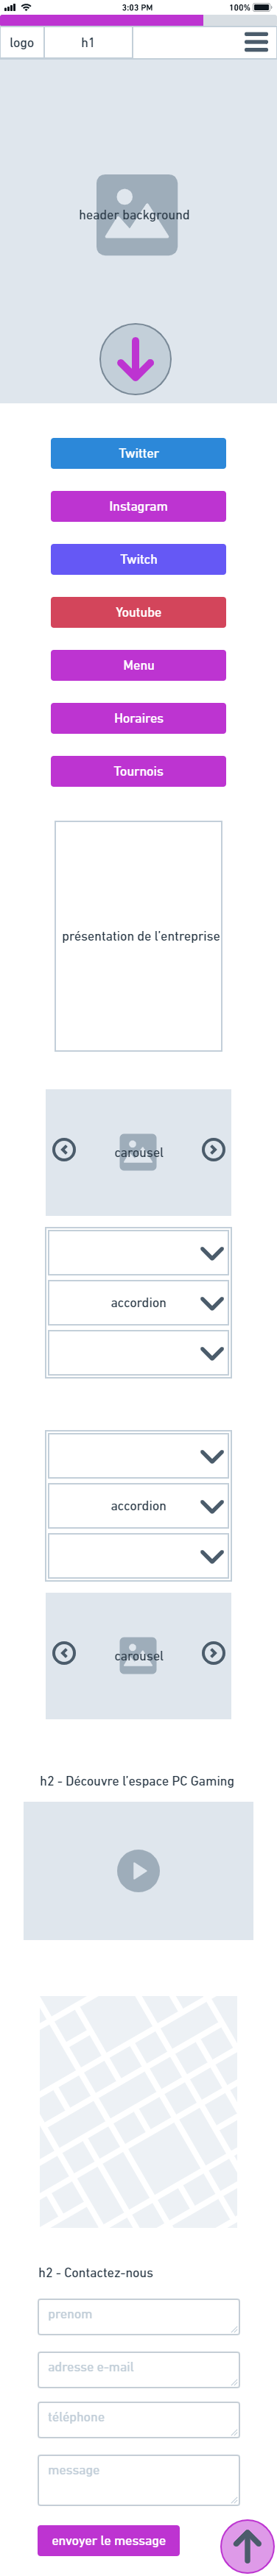 3:03 PM
100%
logo
h1
header background
Twitter
Instagram
Twitch
Youtube
Menu
Horaires
Tournois
présentation de l'entreprise
carousel
accordion
accordion
carousel
h2 - Découvre l'espace PC Gaming
h2 - Contactez-nous
prenom
adresse e-mail
téléphone
message
envoyer le message